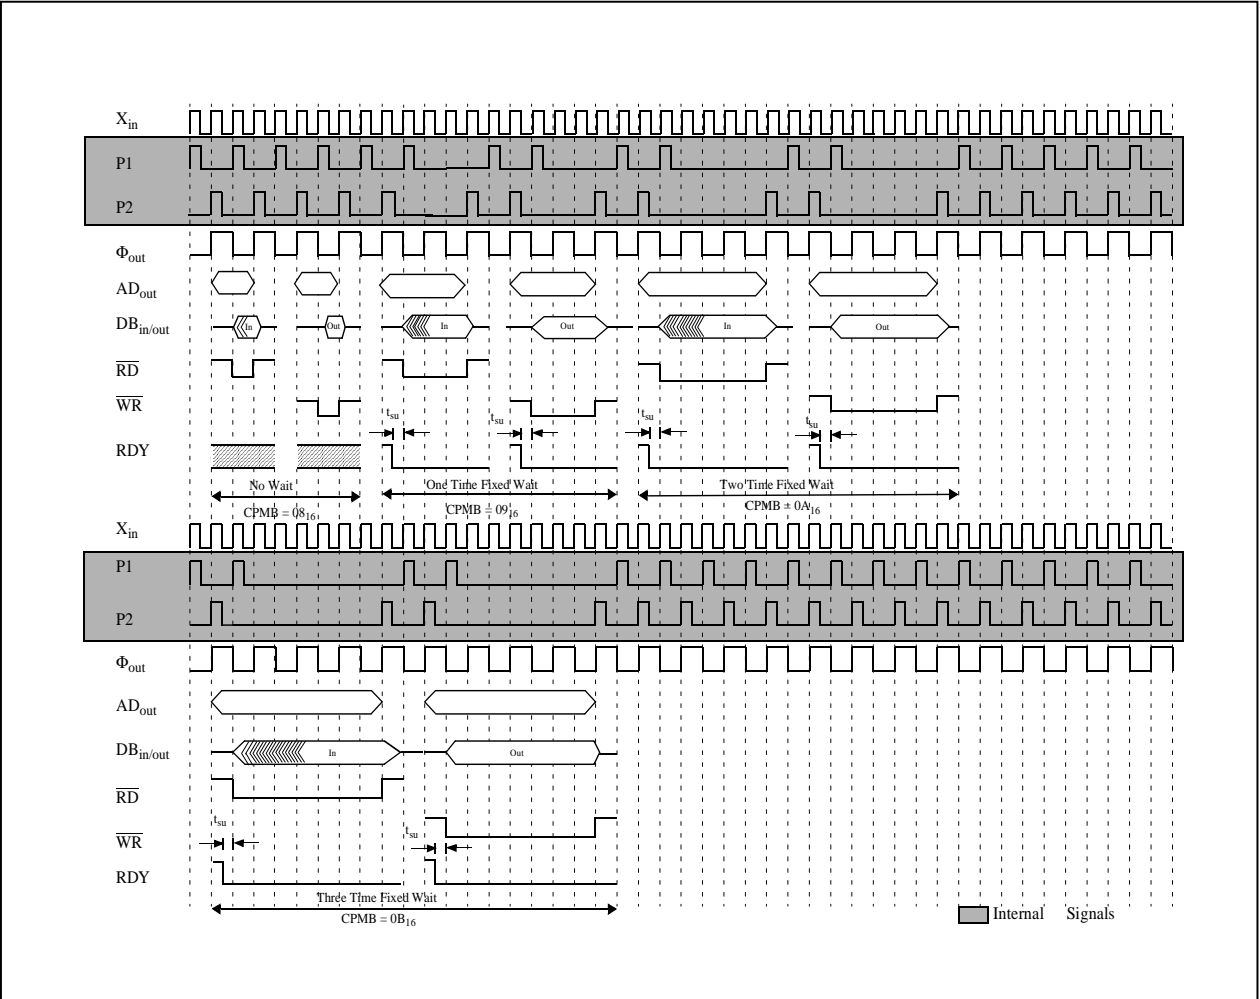 Xin
P1
P2
Φout
ADout
DBin/out In Out In Out In Out
RD
WR tsu tsu tsu tsu
RDY
No Wait One Time Fixed Wait Two Time Fixed Wait
CPMB = 0816 CPMB = 0916 CPMB = 0A16
Xin
P1
P2
Φout
ADout
DBin/out In Out
RD
tsu tsu
WR
RDY
Three Time Fixed Wait
CPMB = 0B16
Internal Signals